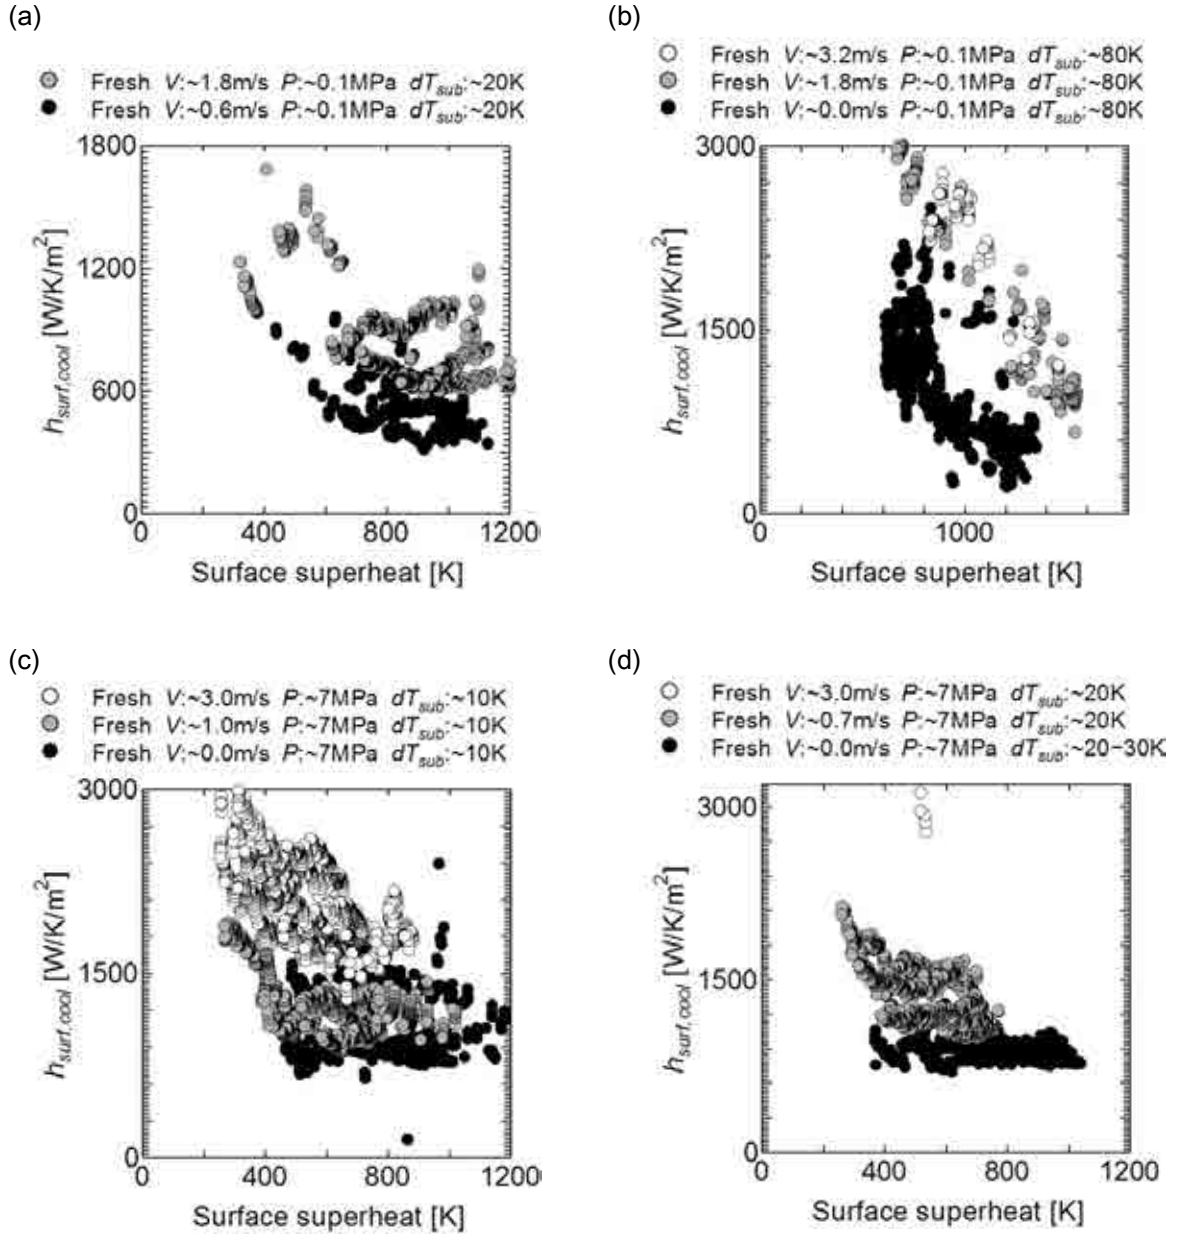 (a)
Fresh V:~1.8m/s P:~0.1MPa dTsub:~20K
Fresh V:~0.6m/s P:~0.1MPa dTsub:~20K
1800
1200
600
0
hsurf,cool [W/K/m2]
0 400 800 1200
Surface superheat [K]
(b)
Fresh V:~3.2m/s P:~0.1MPa dTsub:~80K
Fresh V:~1.8m/s P:~0.1MPa dTsub:~80K
Fresh V:~0.0m/s P:~0.1MPa dTsub:~80K
3000
1500
0
hsurf,cool [W/K/m2]
0 1000
Surface superheat [K]
(c)
Fresh V:~3.0m/s P:~7MPa dTsub:~10K
Fresh V:~1.0m/s P:~7MPa dTsub:~10K
Fresh V:~0.0m/s P:~7MPa dTsub:~10K
3000
1500
0
hsurf,cool [W/K/m2]
0 400 800 1200
Surface superheat [K]
(d)
Fresh V:~3.0m/s P:~7MPa dTsub:~20K
Fresh V:~0.7m/s P:~7MPa dTsub:~20K
Fresh V:~0.0m/s P:~7MPa dTsub:~20-30K
3000
1500
0
hsurf,cool [W/K/m2]
0 400 800 1200
Surface superheat [K]